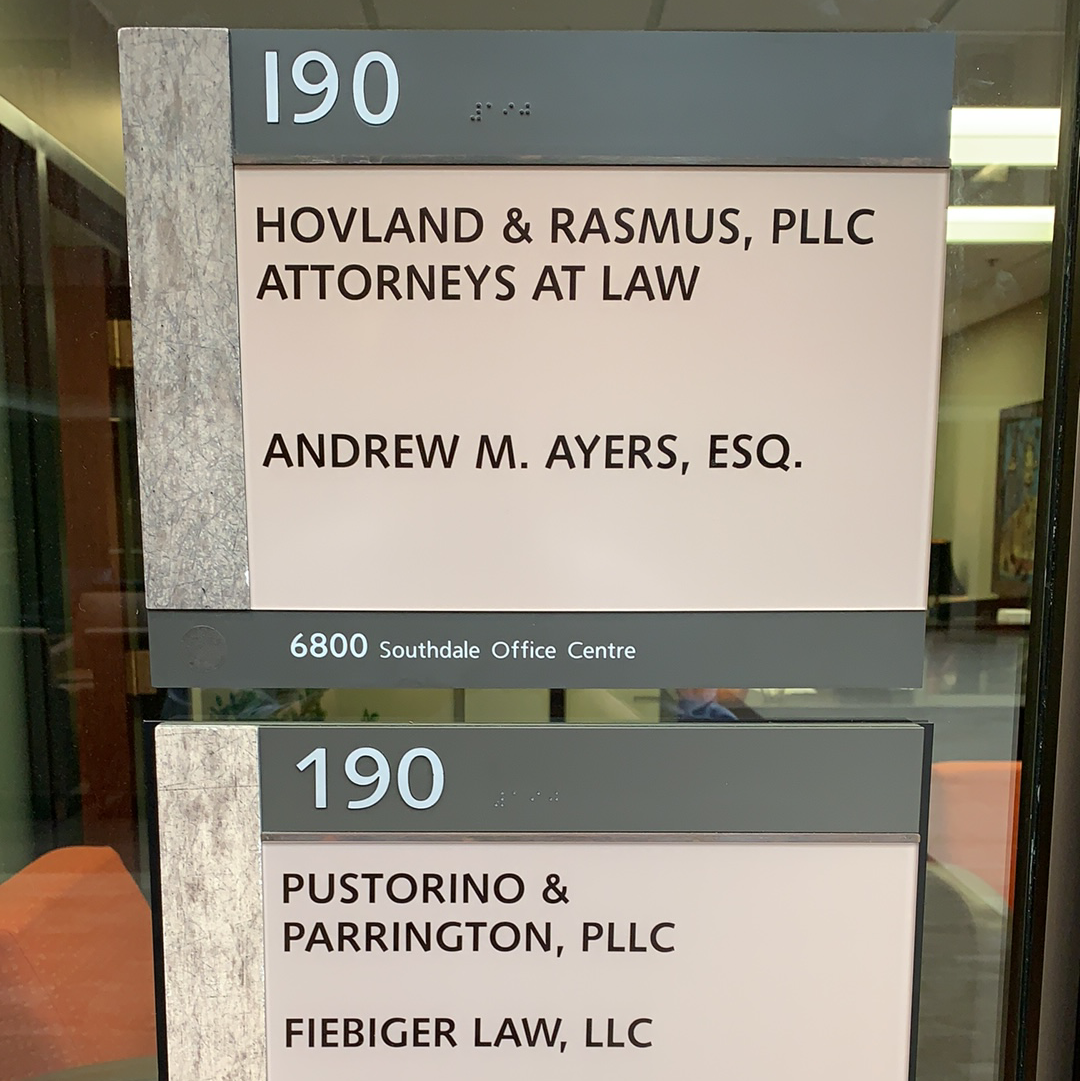 190
HOVLAND & RASMUS, PLLC
ATTORNEYS AT LAW
ANDREW M. AYERS, ESQ.
6800 Southdale Office Centre
190
PUSTORINO &
PARRINGTON, PLLC
FIEBIGER LAW, LLC